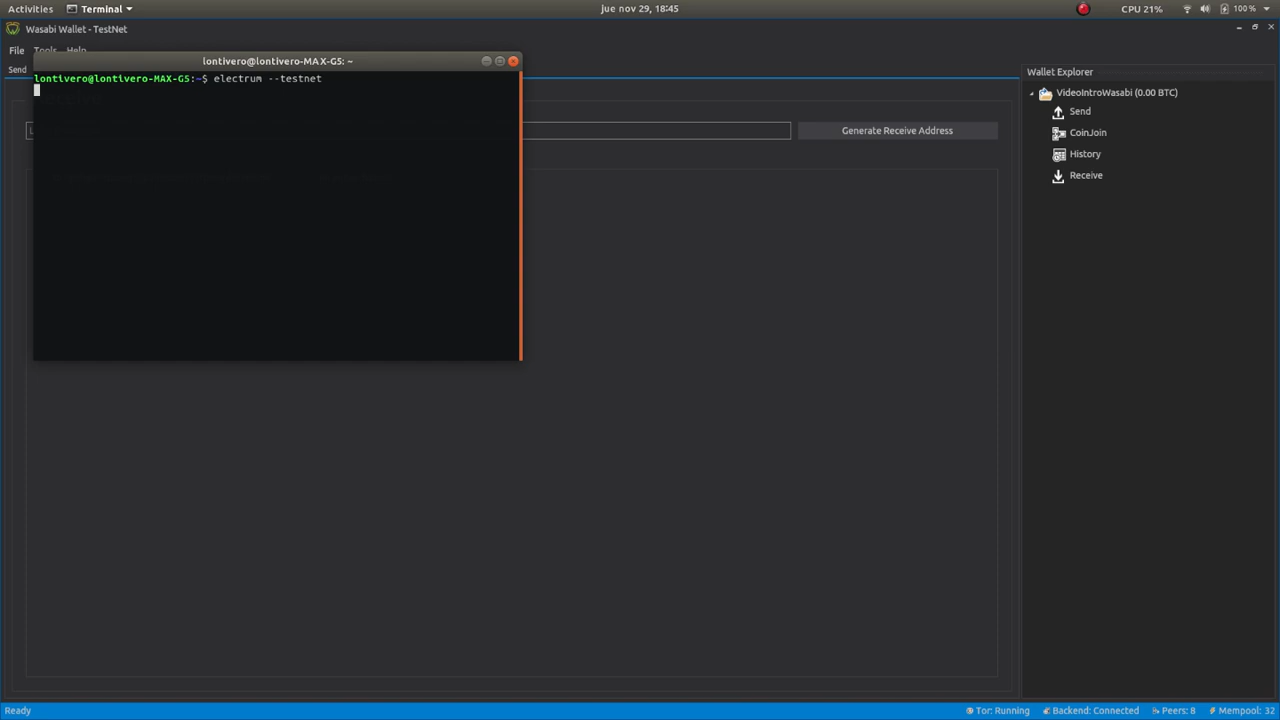 Activities
Terminal
jue nov 29, 18:45
CPU 21%
100 %
Wasabi Wallet - TestNet
File Tools Help
Send
lontivero@lontivero-MAX-G5: ~
lontivero@lontivero-MAX-G5:~$ electrum --testnet
Generate Receive Address
Wallet Explorer
VideoIntroWasabi (0.00 BTC)
Send
CoinJoin
History
Receive
Ready
Tor: Running
Backend: Connected
Peers: 8
Mempool: 32